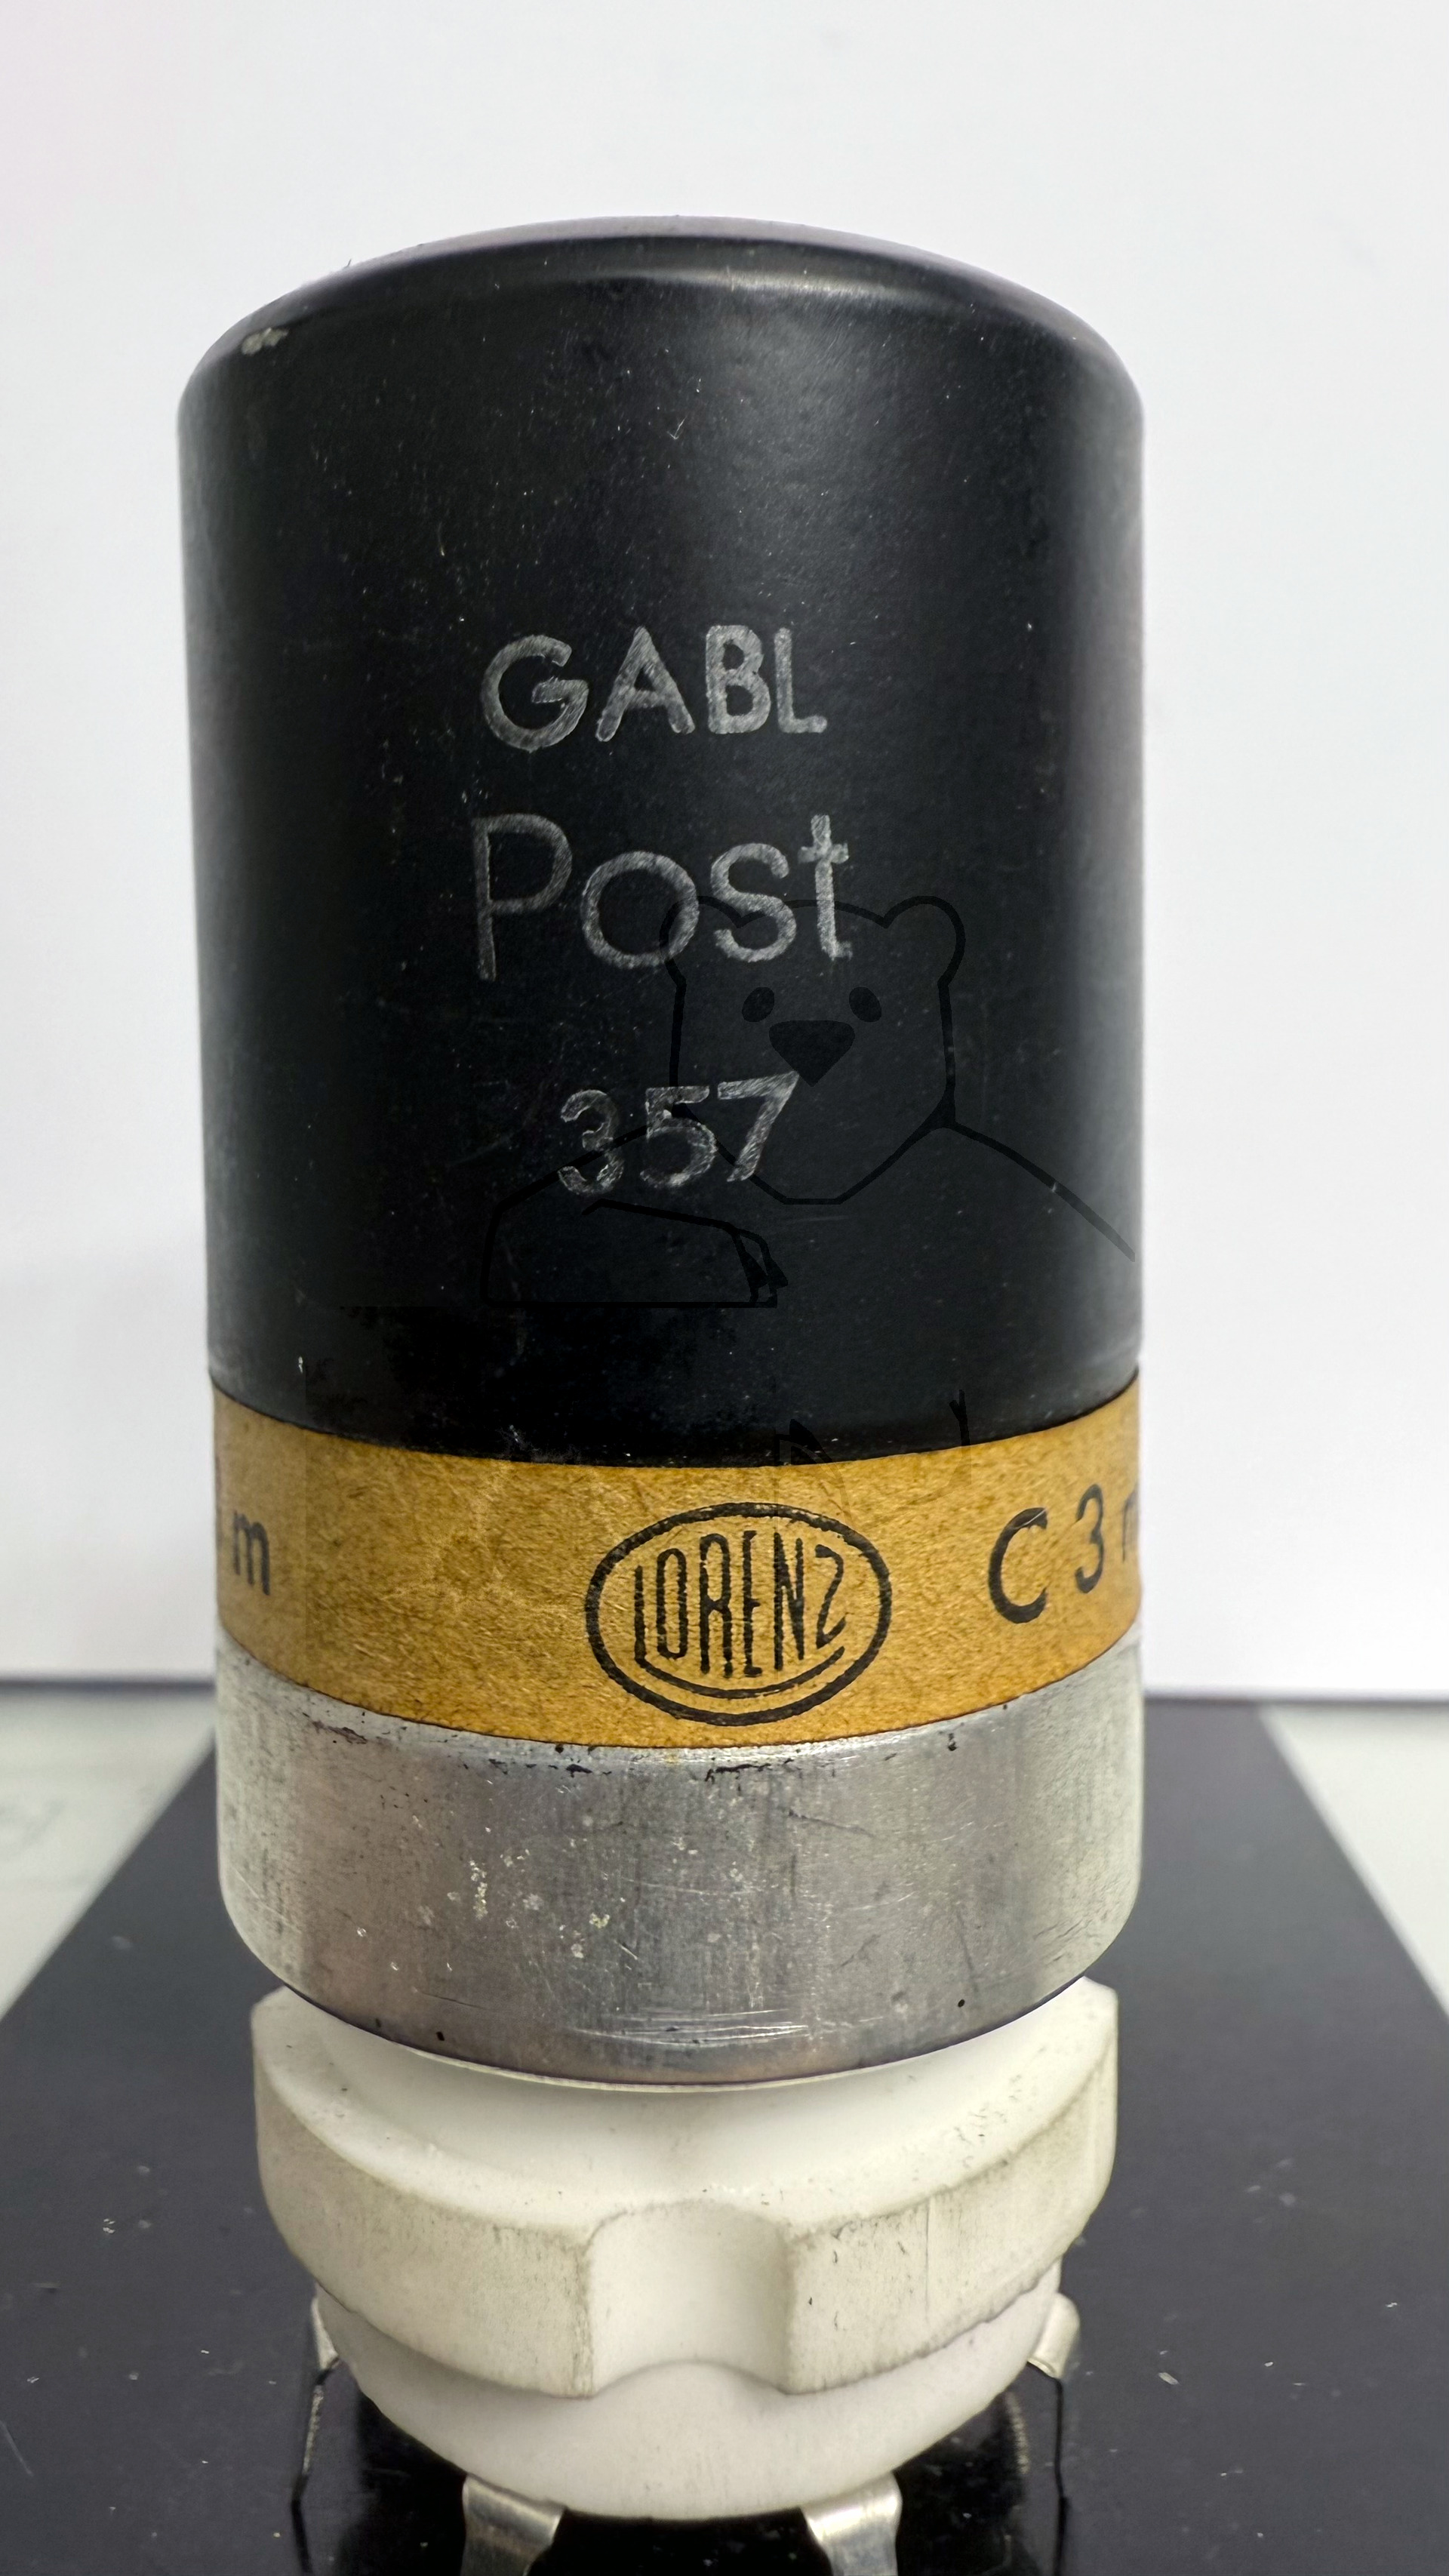 GABL
Post
357
m
LORENZ
C 3 m